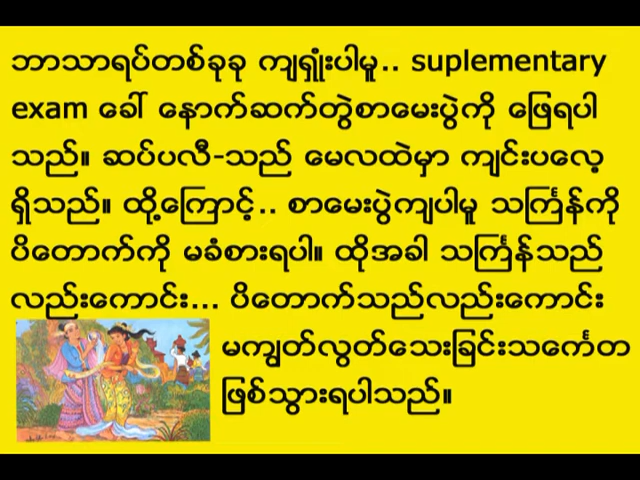 ဘာသာရပ်တစ်ခုခု ကျရှုံးပါမူ.. suplementary
exam ခေါ် နောက်ဆက်တွဲစာမေးပွဲကို ဖြေရပါ
သည်။ ဆပ်ပလီ-သည် မေလထဲမှာ ကျင်းပလေ့
ရှိသည်။ ထို့ကြောင့်.. စာမေးပွဲကျပါမူ သင်္ကြန်ကို
ပိတောက်ကို မခံစားရပါ။ ထိုအခါ သင်္ကြန်သည်
လည်းကောင်း... ပိတောက်သည်လည်းကောင်း
မကျွတ်လွတ်သေးခြင်းသင်္ကေတ
ဖြစ်သွားရပါသည်။